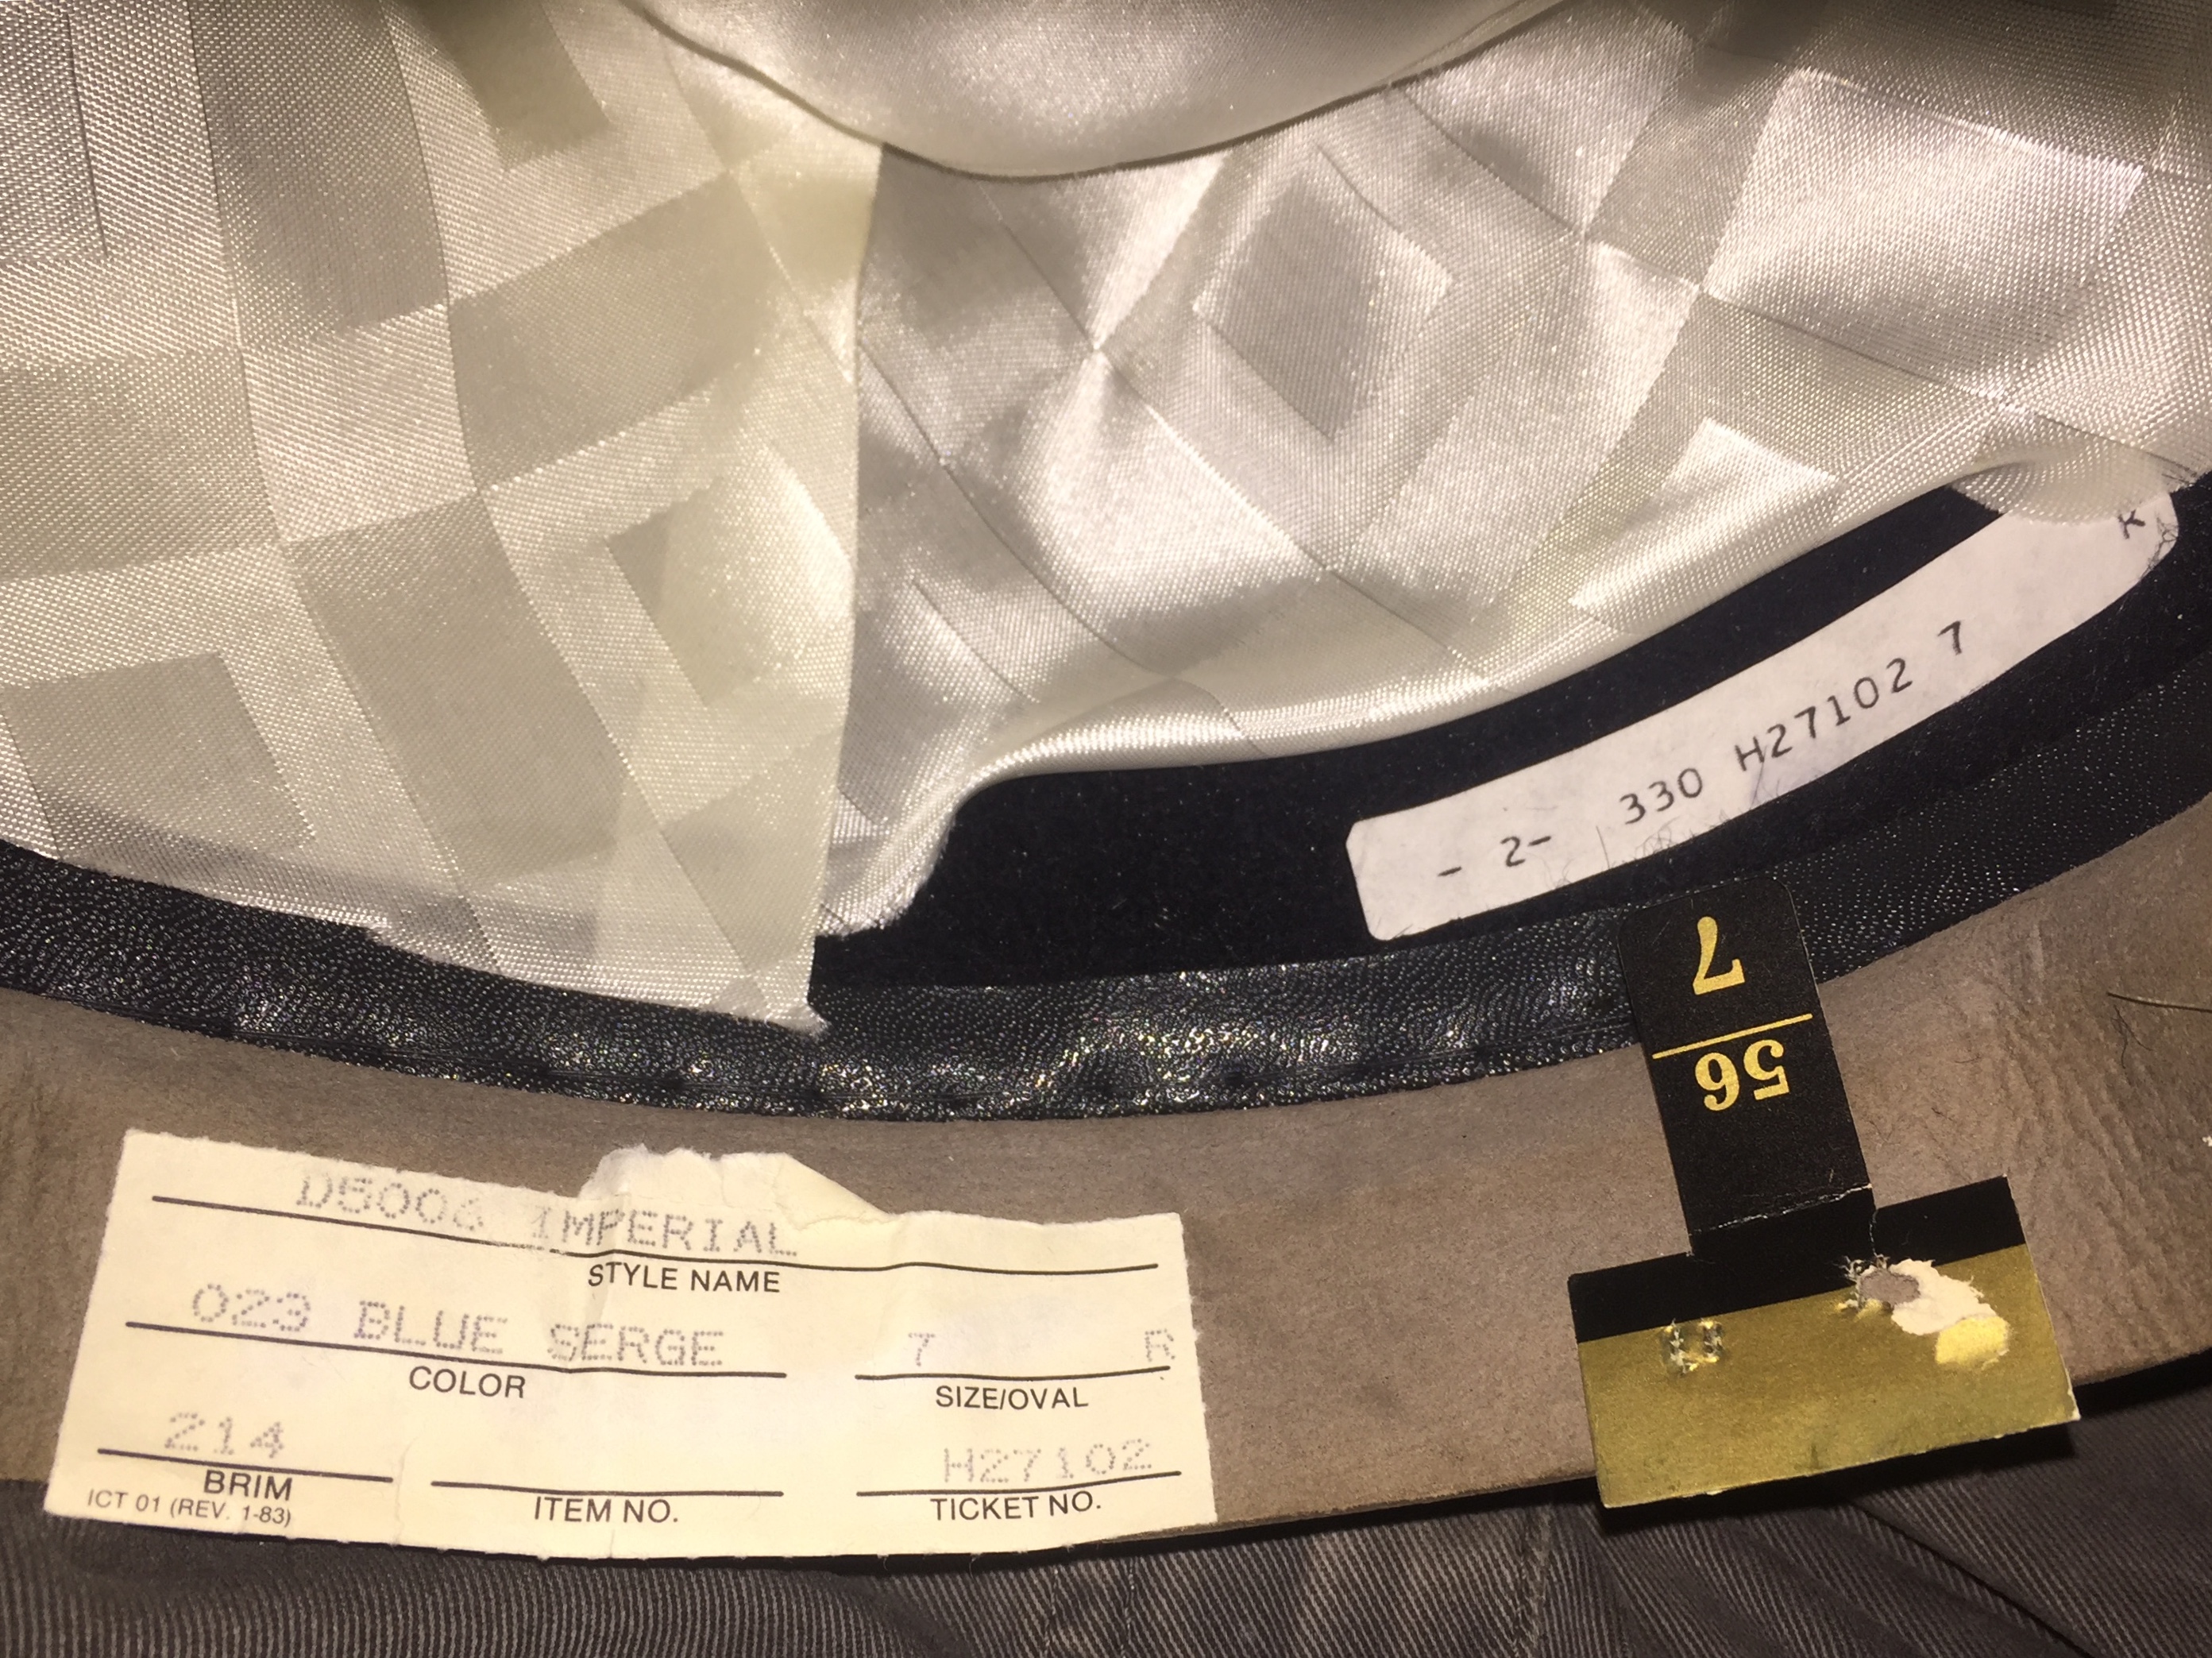 K
- 2- 330 H27102 7
7
56
D5006 IMPERIAL
STYLE NAME
023 BLUE SERGE 7 R
COLOR SIZE/OVAL
214 H27102
BRIM ITEM NO. TICKET NO.
ICT 01 (REV. 1-83)